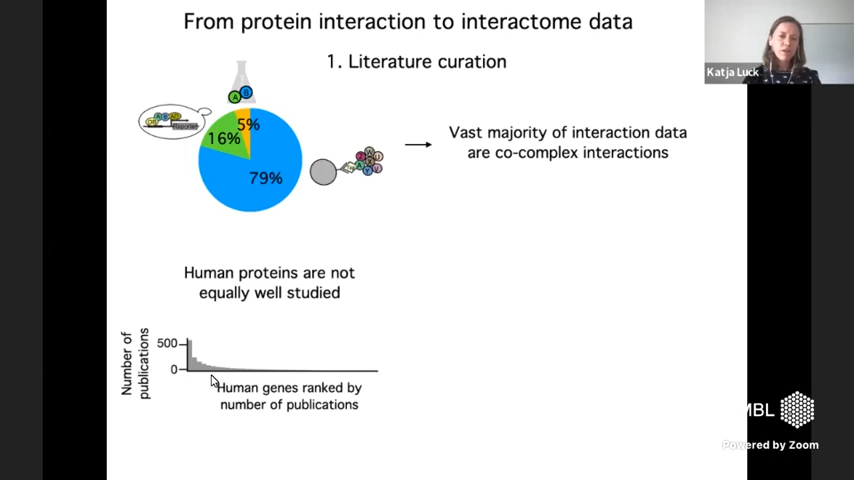 From protein interaction to interactome data
1. Literature curation
Katja Luck
A B
5%
16%
79%
Reporter
Vast majority of interaction data
are co-complex interactions
Human proteins are not
equally well studied
Number of
publications
500
0
Human genes ranked by
number of publications
MBL
Powered by Zoom